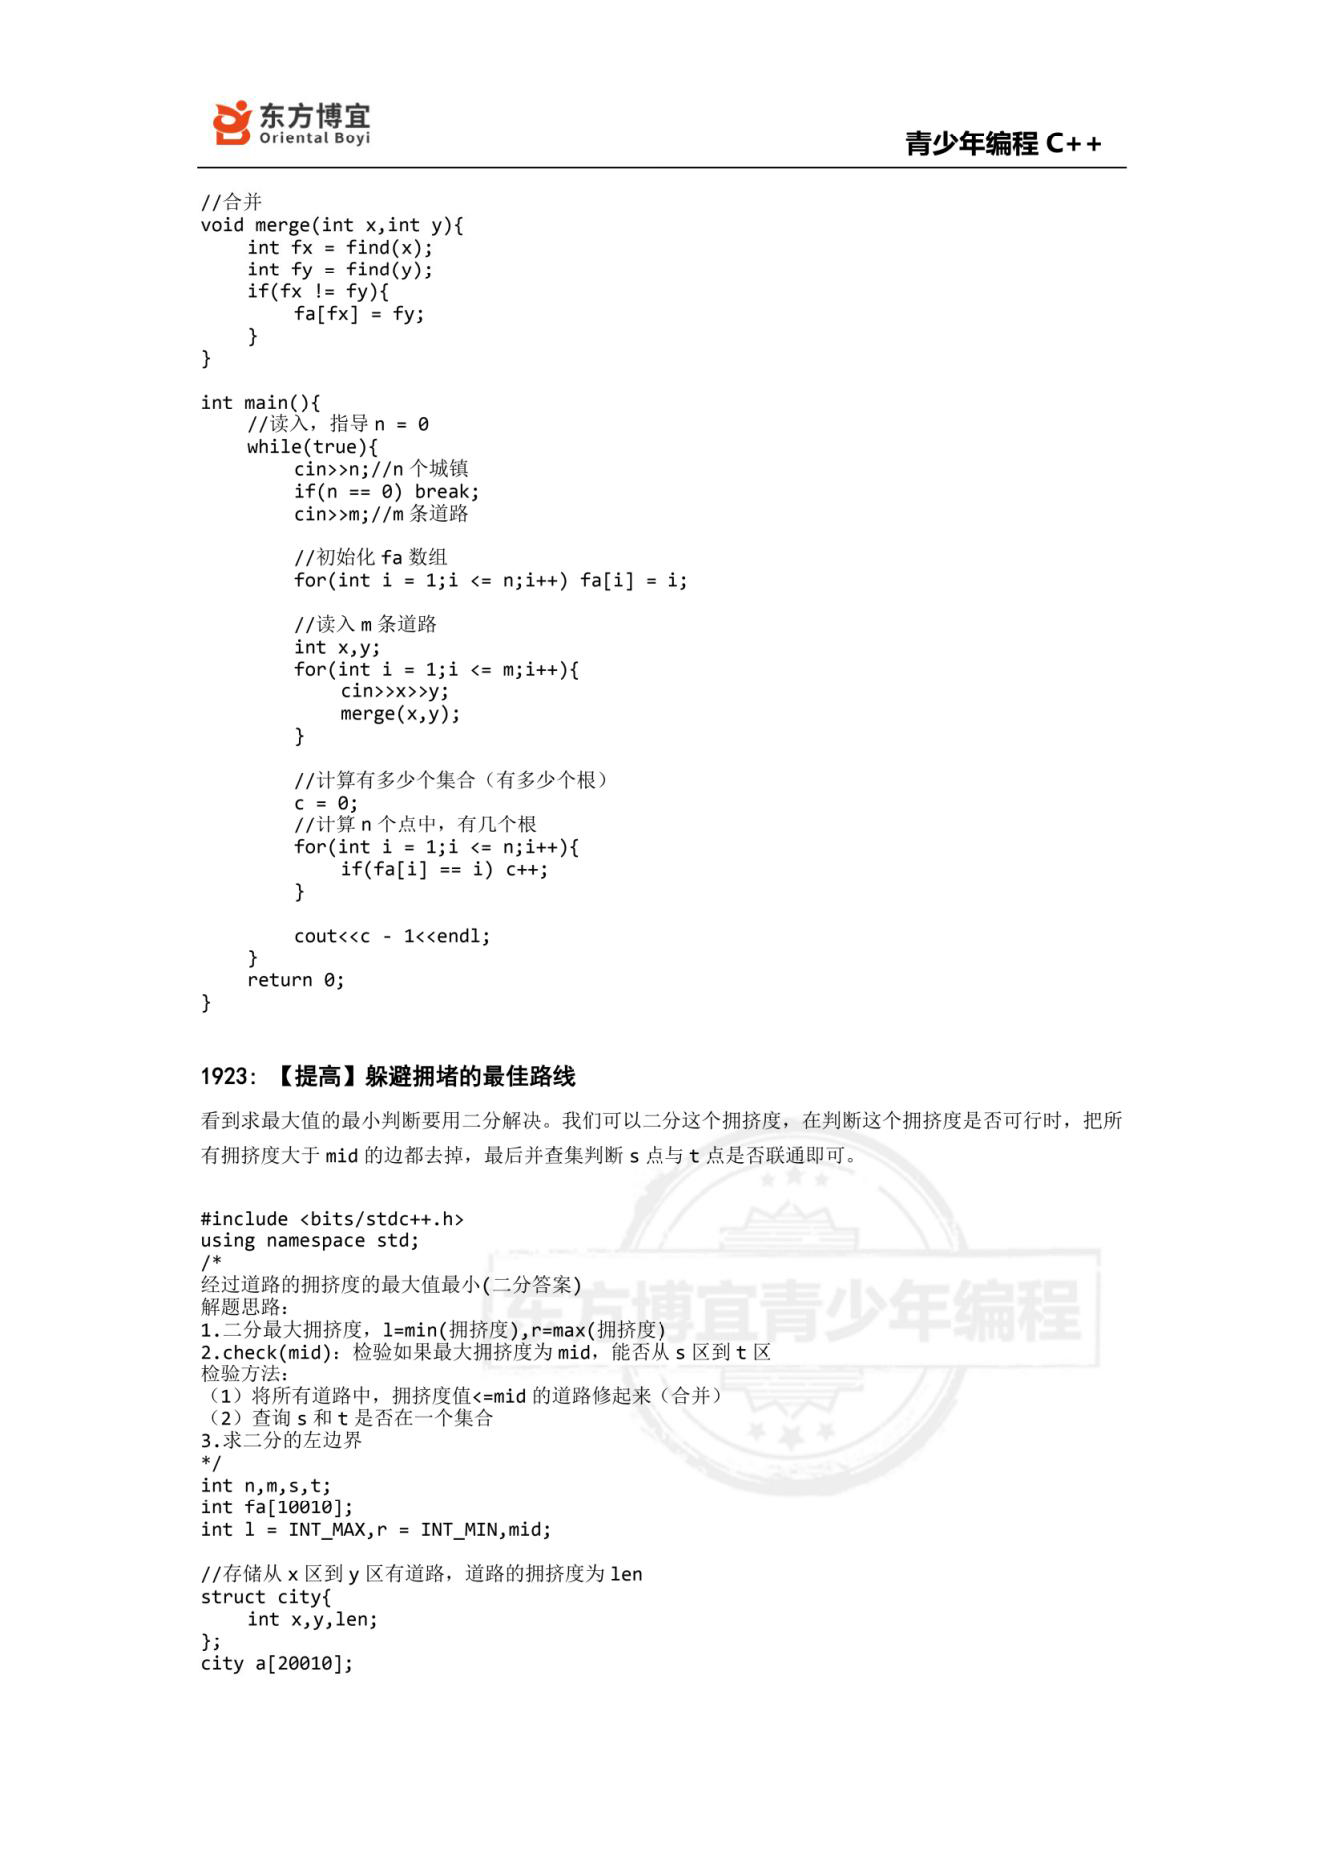 东方博宜
Oriental Boyi
青少年编程 C++
//合并
void merge(int x,int y){
    int fx = find(x);
    int fy = find(y);
    if(fx != fy){
        fa[fx] = fy;
    }
}
int main(){
    //读入，指导 n = 0
    while(true){
        cin>>n;//n 个城镇
        if(n == 0) break;
        cin>>m;//m 条道路
        //初始化 fa 数组
        for(int i = 1;i <= n;i++) fa[i] = i;
        //读入 m 条道路
        int x,y;
        for(int i = 1;i <= m;i++){
            cin>>x>>y;
            merge(x,y);
        }
        //计算有多少个集合（有多少个根）
        c = 0;
        //计算 n 个点中，有几个根
        for(int i = 1;i <= n;i++){
            if(fa[i] == i) c++;
        }
        cout<<c - 1<<endl;
    }
    return 0;
}
1923：【提高】躲避拥堵的最佳路线
看到求最大值的最小判断要用二分解决。我们可以二分这个拥挤度，在判断这个拥挤度是否可行时，把所
有拥挤度大于 mid 的边都去掉，最后并查集判断 s 点与 t 点是否联通即可。
#include <bits/stdc++.h>
using namespace std;
/*
经过道路的拥挤度的最大值最小(二分答案)
解题思路：
1.二分最大拥挤度，l=min(拥挤度),r=max(拥挤度)
2.check(mid)：检验如果最大拥挤度为 mid，能否从 s 区到 t 区
检验方法：
（1）将所有道路中，拥挤度值<=mid 的道路修起来（合并）
（2）查询 s 和 t 是否在一个集合
3.求二分的左边界
*/
int n,m,s,t;
int fa[10010];
int l = INT_MAX,r = INT_MIN,mid;
//存储从 x 区到 y 区有道路，道路的拥挤度为 len
struct city{
    int x,y,len;
};
city a[20010];
东方博宜青少年编程